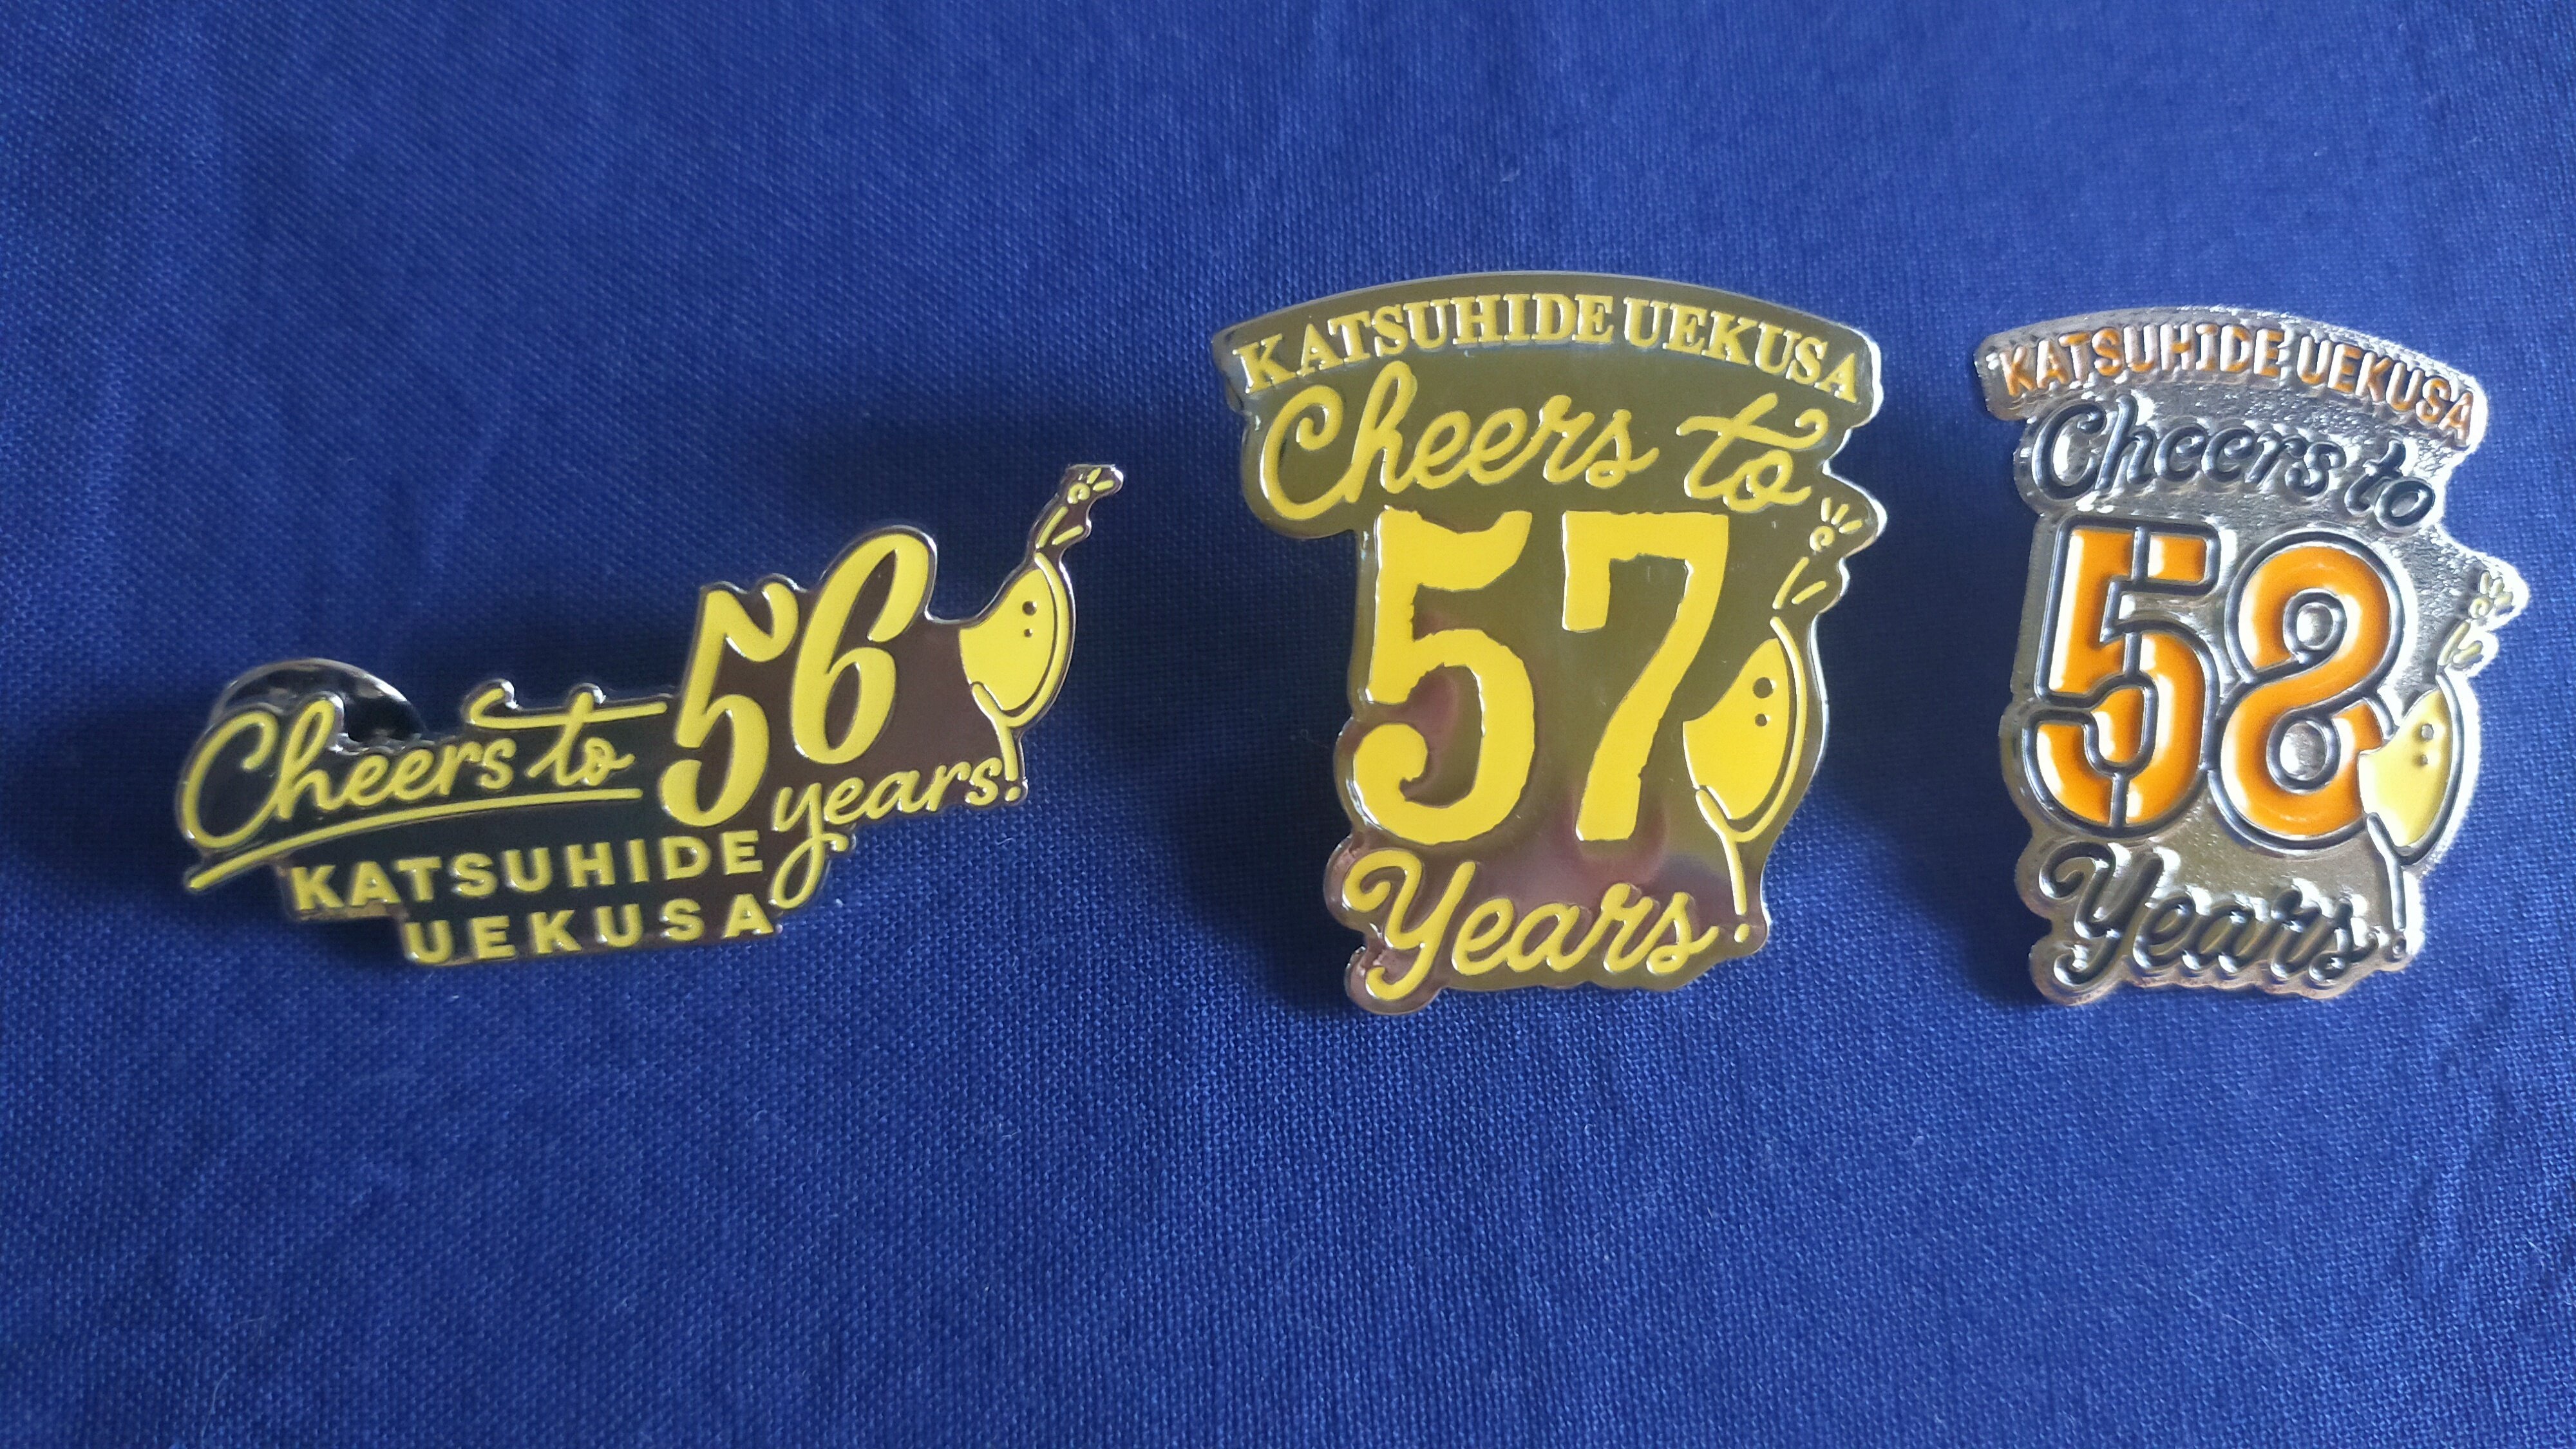 Cheers to 56 years!
KATSUHIDE
UEKUSA
KATSUHIDE UEKUSA
Cheers to
57
Years
KATSUHIDE UEKUSA
Cheers to
58
Years